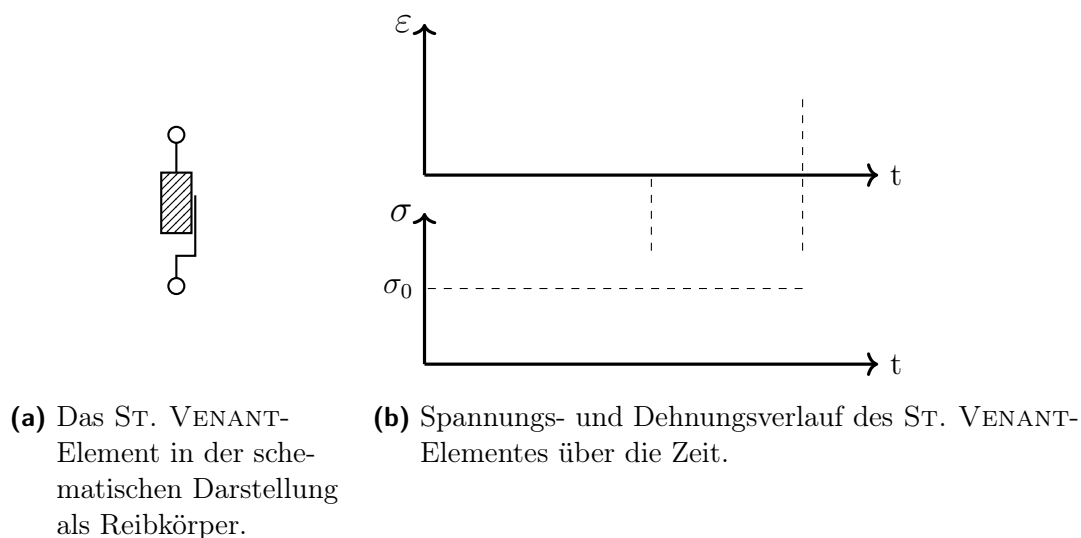 ε
t
σ
σ₀
t
(a) Das ST. VENANT-
Element in der sche-
matischen Darstellung
als Reibkörper.
(b) Spannungs- und Dehnungsverlauf des ST. VENANT-
Elementes über die Zeit.